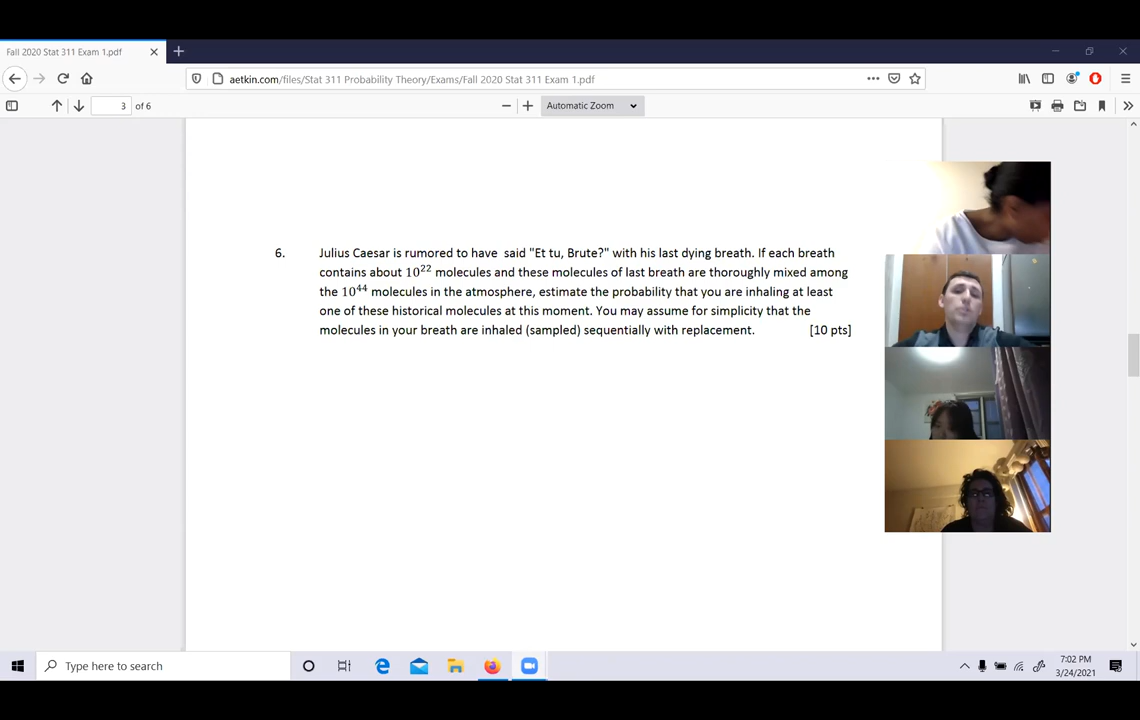 Fall 2020 Stat 311 Exam 1.pdf
aetkin.com/files/Stat 311 Probability Theory/Exams/Fall 2020 Stat 311 Exam 1.pdf
3 of 6
Automatic Zoom
6. Julius Caesar is rumored to have said "Et tu, Brute?" with his last dying breath. If each breath
contains about 10²² molecules and these molecules of last breath are thoroughly mixed among
the 10⁴⁴ molecules in the atmosphere, estimate the probability that you are inhaling at least
one of these historical molecules at this moment. You may assume for simplicity that the
molecules in your breath are inhaled (sampled) sequentially with replacement. [10 pts]
Type here to search
7:02 PM
3/24/2021